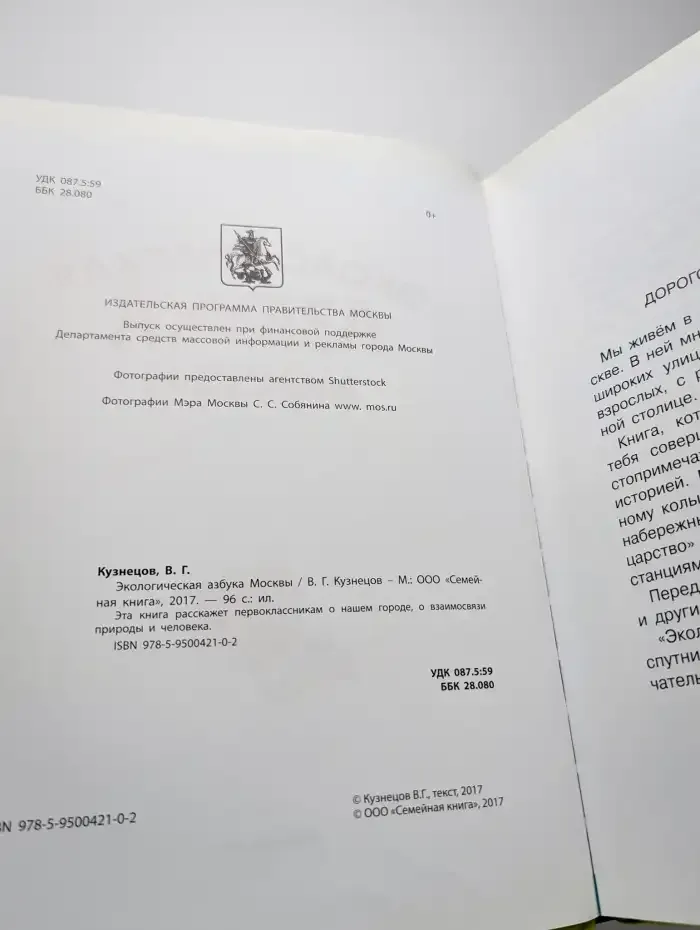 УДК 087.5:59
ББК 28.080
0+
ИЗДАТЕЛЬСКАЯ ПРОГРАММА ПРАВИТЕЛЬСТВА МОСКВЫ
Выпуск осуществлен при финансовой поддержке
Департамента средств массовой информации и рекламы города Москвы
Фотографии предоставлены агентством Shutterstock
Фотографии Мэра Москвы С. С. Собянина www. mos.ru
Кузнецов, В. Г.
Экологическая азбука Москвы / В. Г. Кузнецов – М.: ООО «Семей-
ная книга», 2017. — 96 с.: ил.
Эта книга расскажет первоклассникам о нашем городе, о взаимосвязи
природы и человека.
ISBN 978-5-9500421-0-2
УДК 087.5:59
ББК 28.080
978-5-9500421-0-2
© Кузнецов В.Г., текст, 2017
© ООО «Семейная книга», 2017
ДОРОГ
Мы живём в
скве. В ней мн
широких улиц
взрослых, с р
ной столице.
Книга, кот
тебя соверш
стопримеча
историей.
ному коль
набережны
царство»
станциям
Перед
и други
«Экол
спутни
чатель